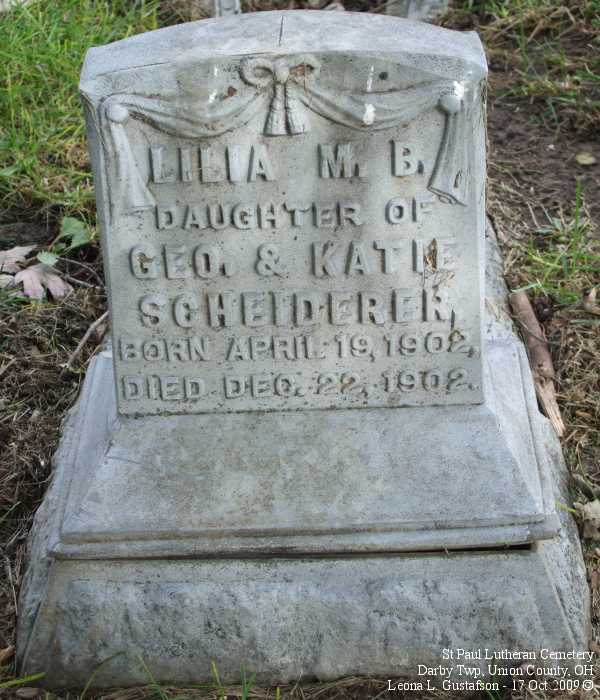 LILIA M. B.
DAUGHTER OF
GEO. & KATIE
SCHEIDERER,
BORN APRIL 19, 1902,
DIED DEC. 22, 1902.
St Paul Lutheran Cemetery
Darby Twp, Union County, OH
Leona L. Gustafson - 17 Oct 2009 ©